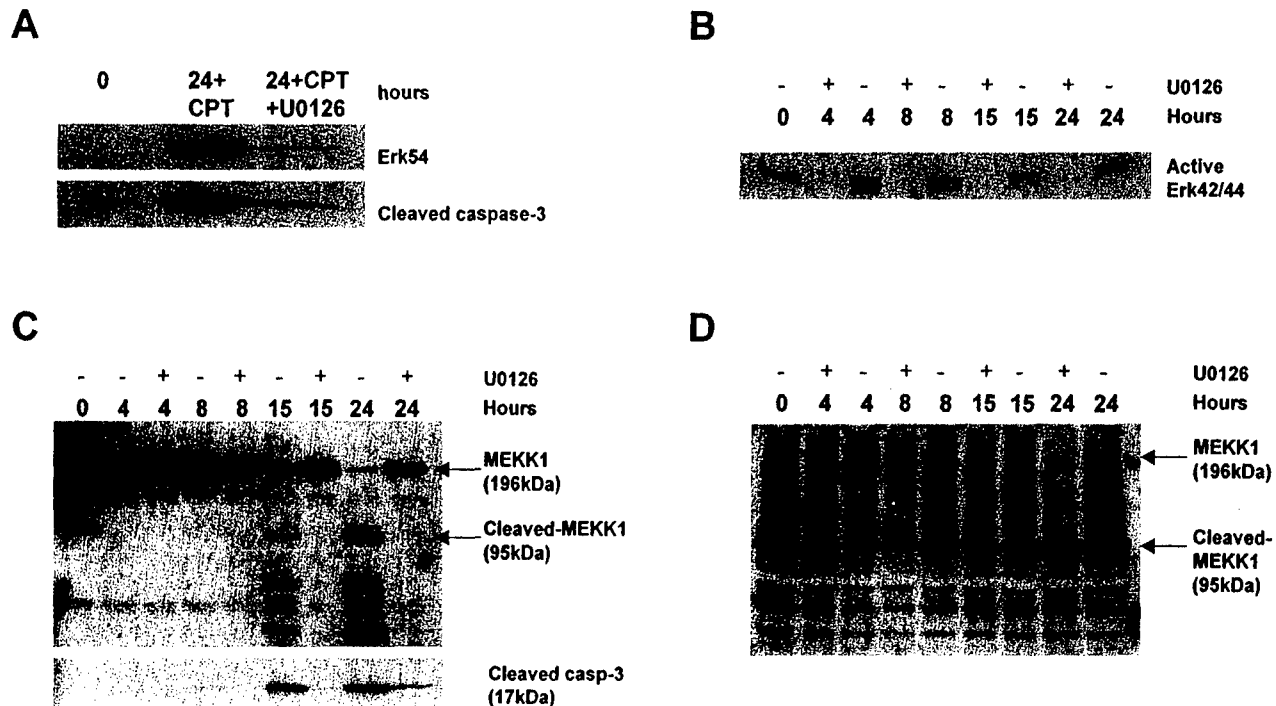 A
0 24+ 24+CPT
CPT +U0126 hours
Erk54
Cleaved caspase-3
B
- + - + - + - + - U0126
0 4 4 8 8 15 15 24 24 Hours
Active
Erk42/44
C
- - + - + - + - + U0126
0 4 4 8 8 15 15 24 24 Hours
MEKK1
(196kDa)
Cleaved-MEKK1
(95kDa)
Cleaved casp-3
(17kDa)
D
- + - + - + - + - U0126
0 4 4 8 8 15 15 24 24 Hours
MEKK1
(196kDa)
Cleaved-
MEKK1
(95kDa)